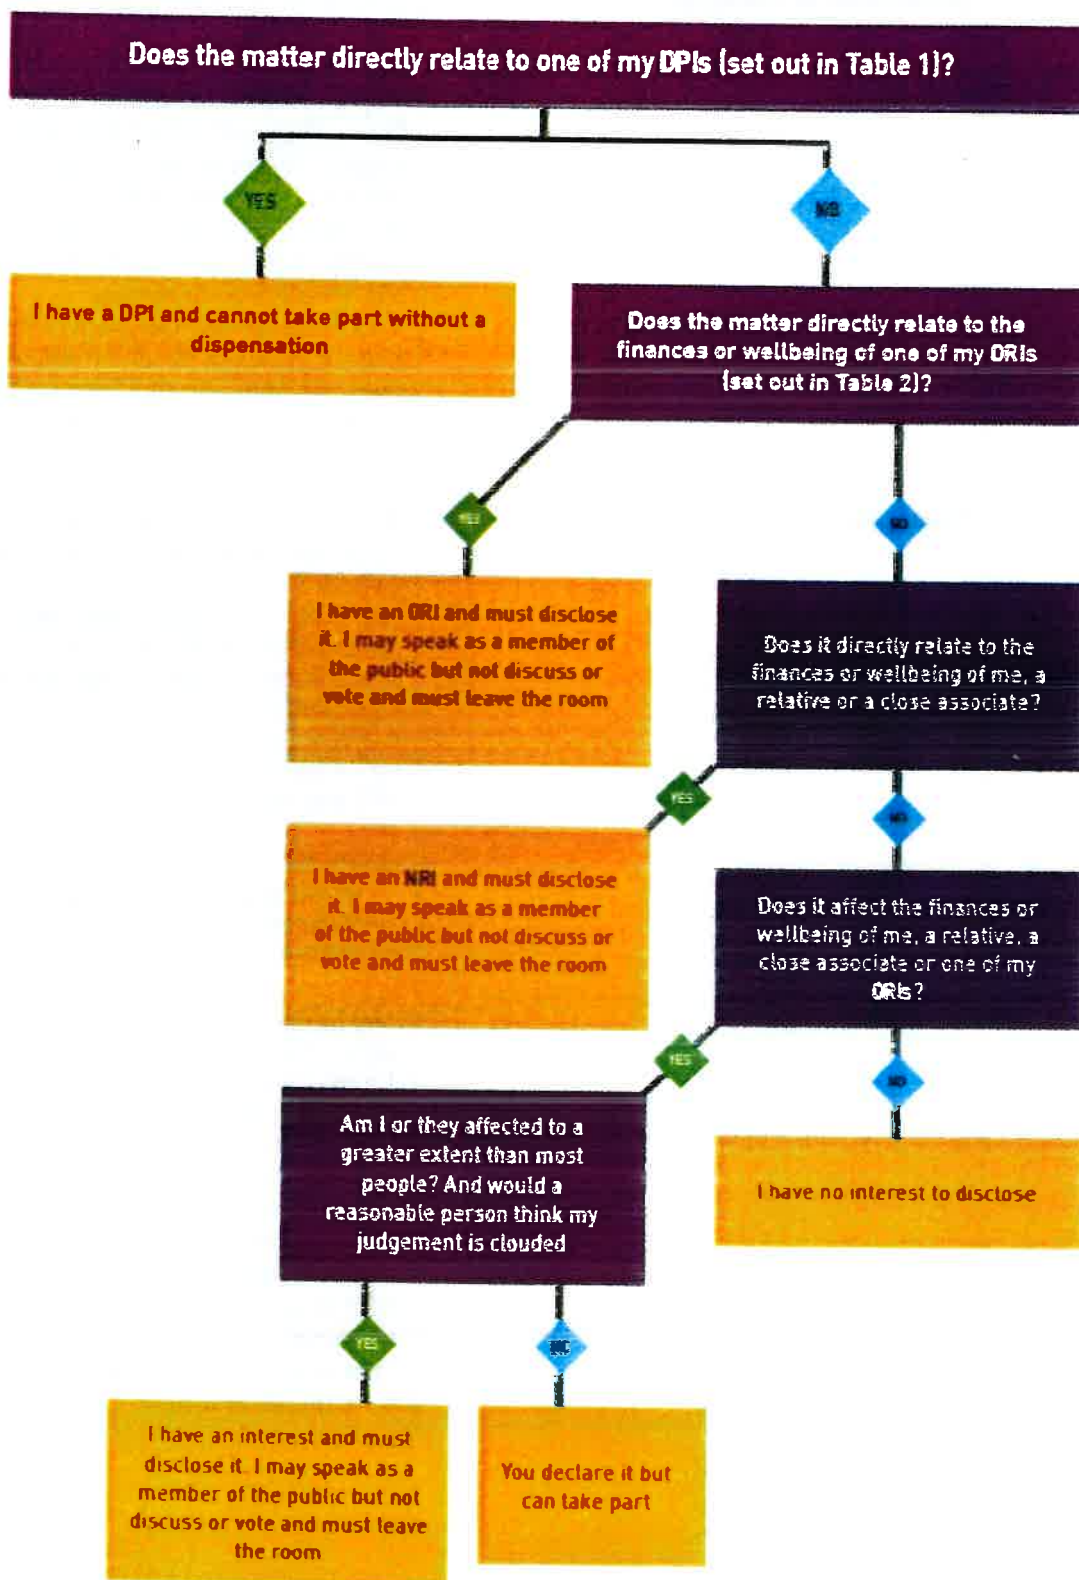 Does the matter directly relate to one of my DPIs (set out in Table 1)?
YES
NO
I have a DPI and cannot take part without a
dispensation
Does the matter directly relate to the
finances or wellbeing of one of my ORIs
(set out in Table 2)?
YES
NO
I have an ORI and must disclose
it. I may speak as a member of
the public but not discuss or
vote and must leave the room
Does it directly relate to the
finances or wellbeing of me, a
relative or a close associate?
YES
NO
I have an NRI and must disclose
it. I may speak as a member
of the public but not discuss or
vote and must leave the room
Does it affect the finances or
wellbeing of me, a relative, a
close associate or one of my
ORIs?
YES
NO
Am I or they affected to a
greater extent than most
people? And would a
reasonable person think my
judgement is clouded
I have no interest to disclose
YES
I have an interest and must
disclose it. I may speak as a
member of the public but not
discuss or vote and must leave
the room
You declare it but
can take part